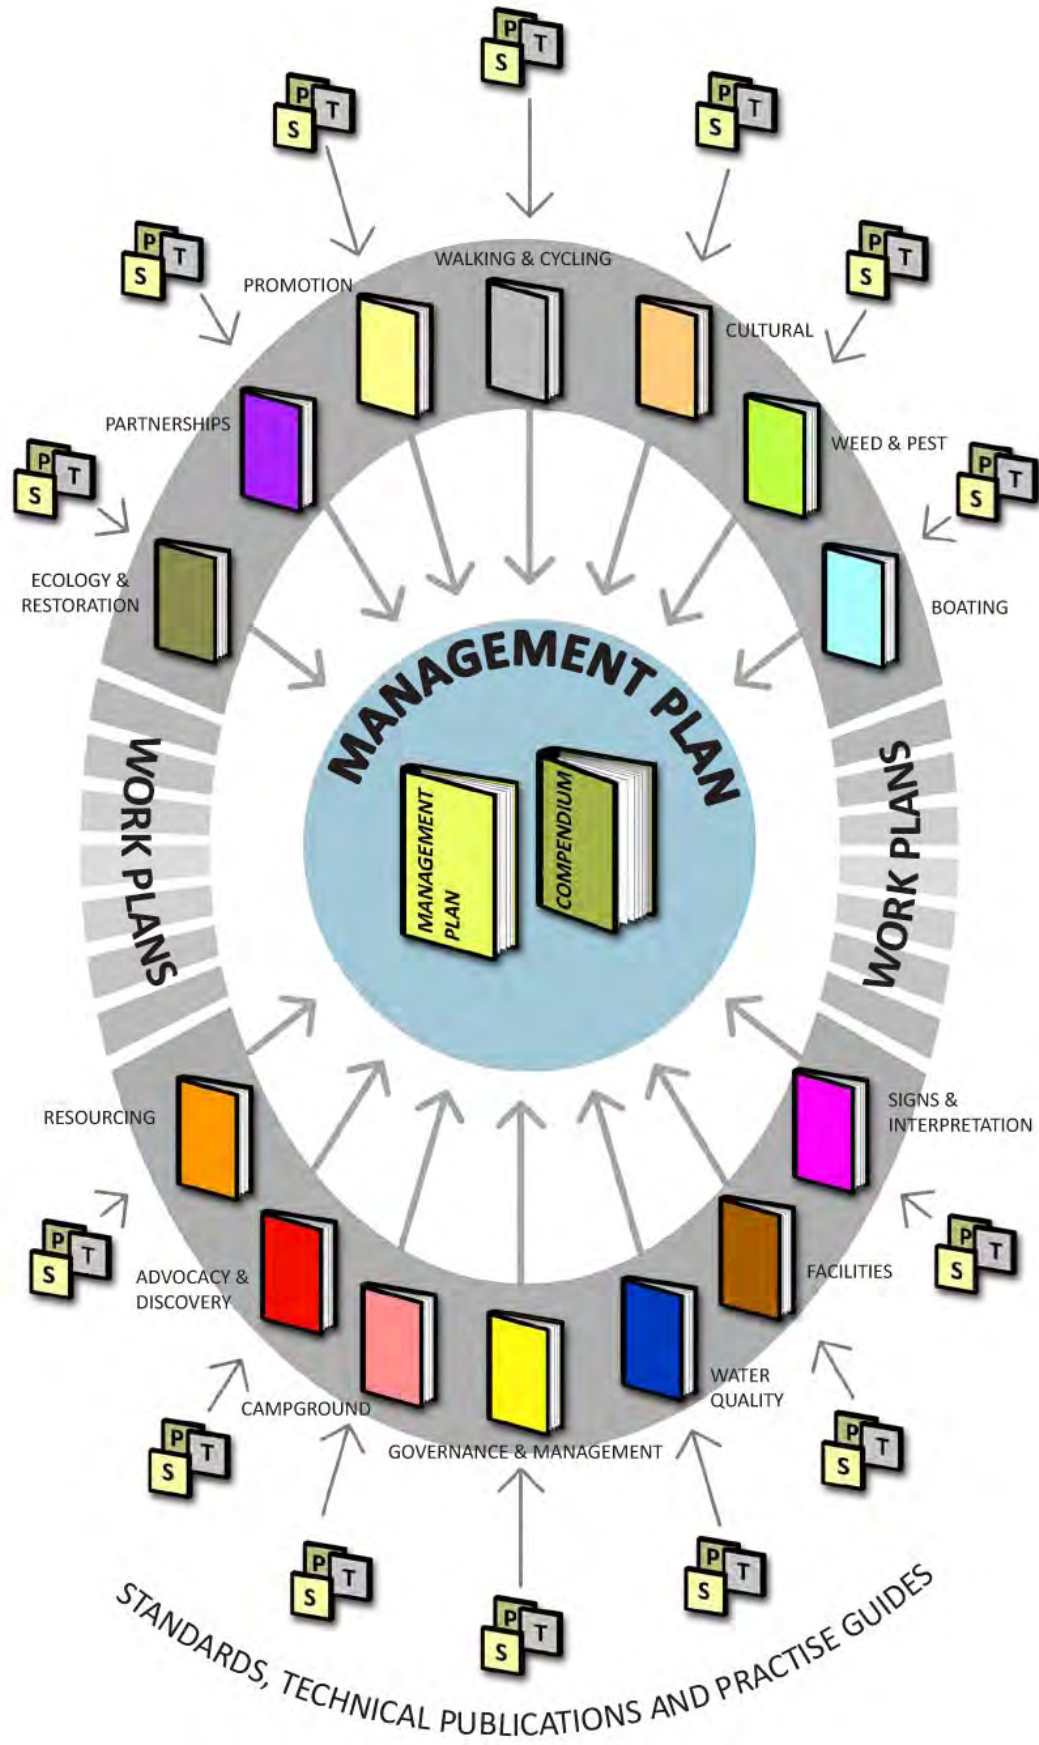 P
T
S
P
T
S
P
T
S
P
T
S
P
T
S
WALKING & CYCLING
PROMOTION
CULTURAL
PARTNERSHIPS
WEED & PEST
P
T
S
P
T
S
ECOLOGY &
RESTORATION
BOATING
MANAGEMENT PLAN
MANAGEMENT
PLAN
COMPENDIUM
WORK PLANS
WORK PLANS
RESOURCING
SIGNS &
INTERPRETATION
P
T
S
P
T
S
ADVOCACY &
DISCOVERY
FACILITIES
WATER
QUALITY
CAMPGROUND
GOVERNANCE & MANAGEMENT
P
T
S
P
T
S
P
T
S
P
T
S
P
T
S
STANDARDS, TECHNICAL PUBLICATIONS AND PRACTISE GUIDES